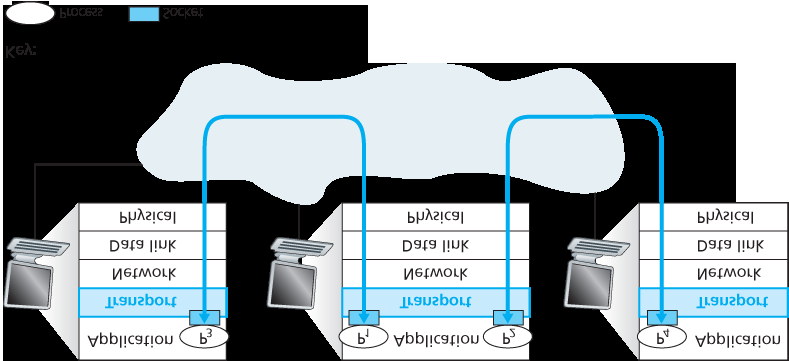 Application P3 P1 Application P2 P4 Application
Transport Transport Transport
Network Network Network
Data link Data link Data link
Physical Physical Physical
Key:
Process Socket